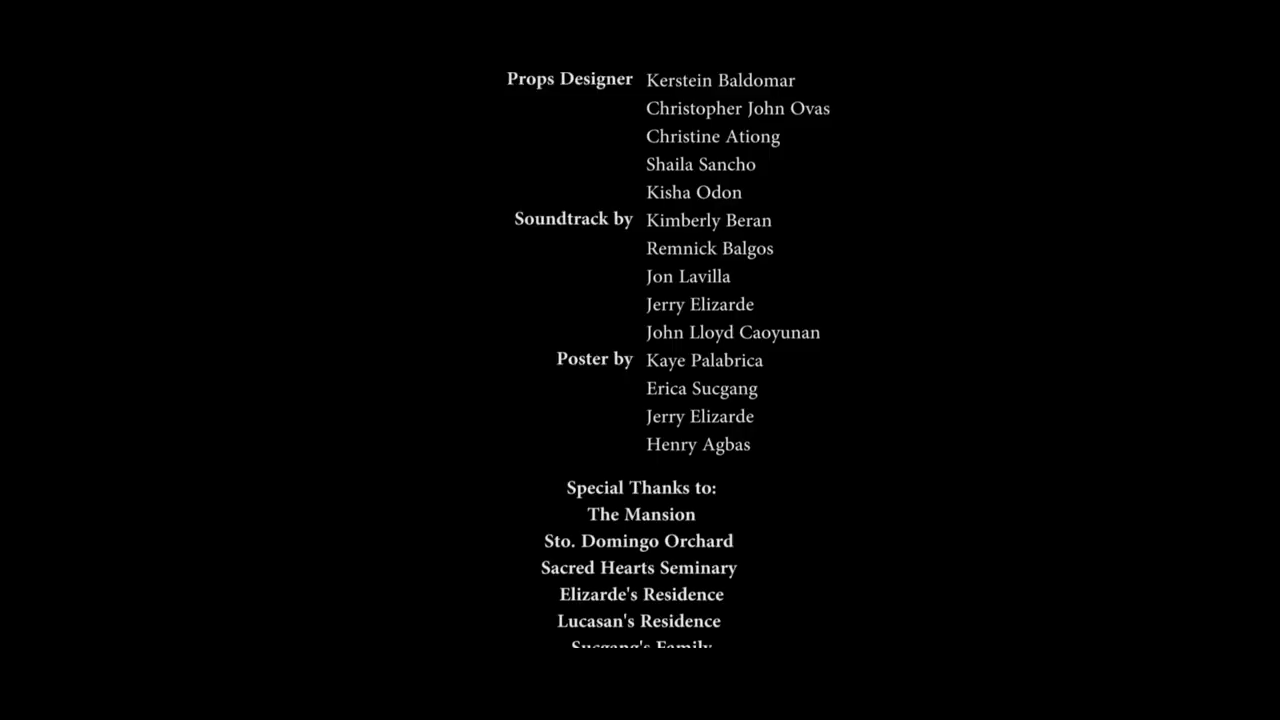 Props Designer Kerstein Baldomar
Christopher John Ovas
Christine Ationg
Shaila Sancho
Kisha Odon
Soundtrack by Kimberly Beran
Remnick Balgos
Jon Lavilla
Jerry Elizarde
John Lloyd Caoyunan
Poster by Kaye Palabrica
Erica Sucgang
Jerry Elizarde
Henry Agbas
Special Thanks to:
The Mansion
Sto. Domingo Orchard
Sacred Hearts Seminary
Elizarde's Residence
Lucasan's Residence
Sucgang's Family